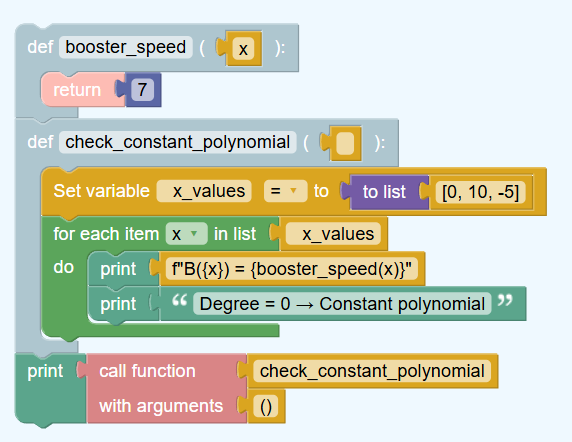 def booster_speed ( x ):
return 7
def check_constant_polynomial ( ):
Set variable x_values = to to list [0, 10, -5]
for each item x in list x_values
do print f"B({x}) = {booster_speed(x)}"
print “ Degree = 0 → Constant polynomial ”
print call function check_constant_polynomial
with arguments ()